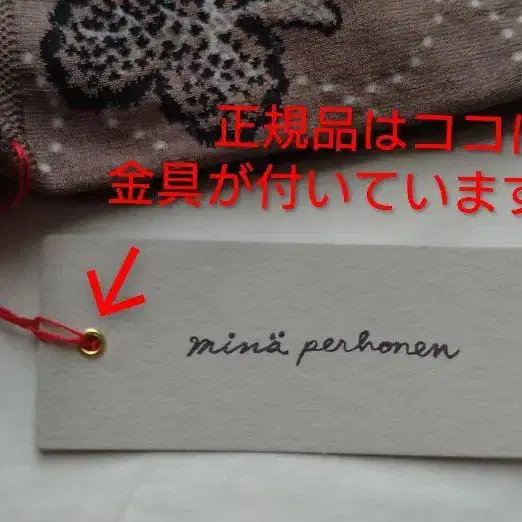 正規品はココに
金具が付いています
minä perhonen